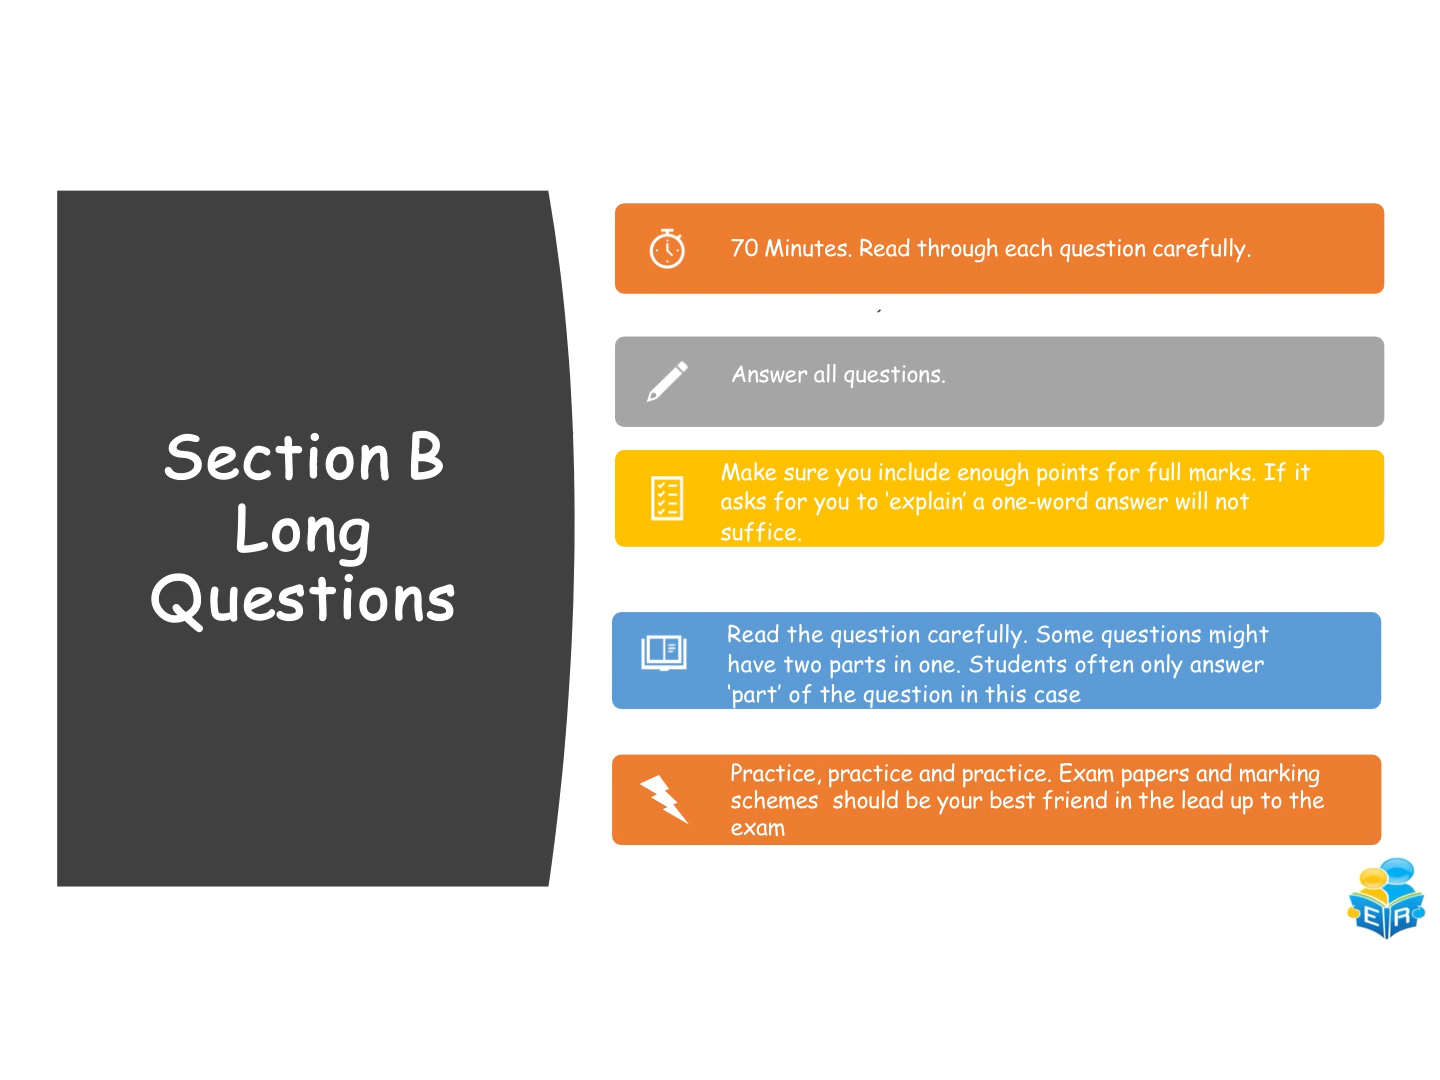 Section B
Long
Questions
70 Minutes. Read through each question carefully.
Answer all questions.
Make sure you include enough points for full marks. If it
asks for you to ‘explain’ a one-word answer will not
suffice.
Read the question carefully. Some questions might
have two parts in one. Students often only answer
‘part’ of the question in this case
Practice, practice and practice. Exam papers and marking
schemes  should be your best friend in the lead up to the
exam
E R